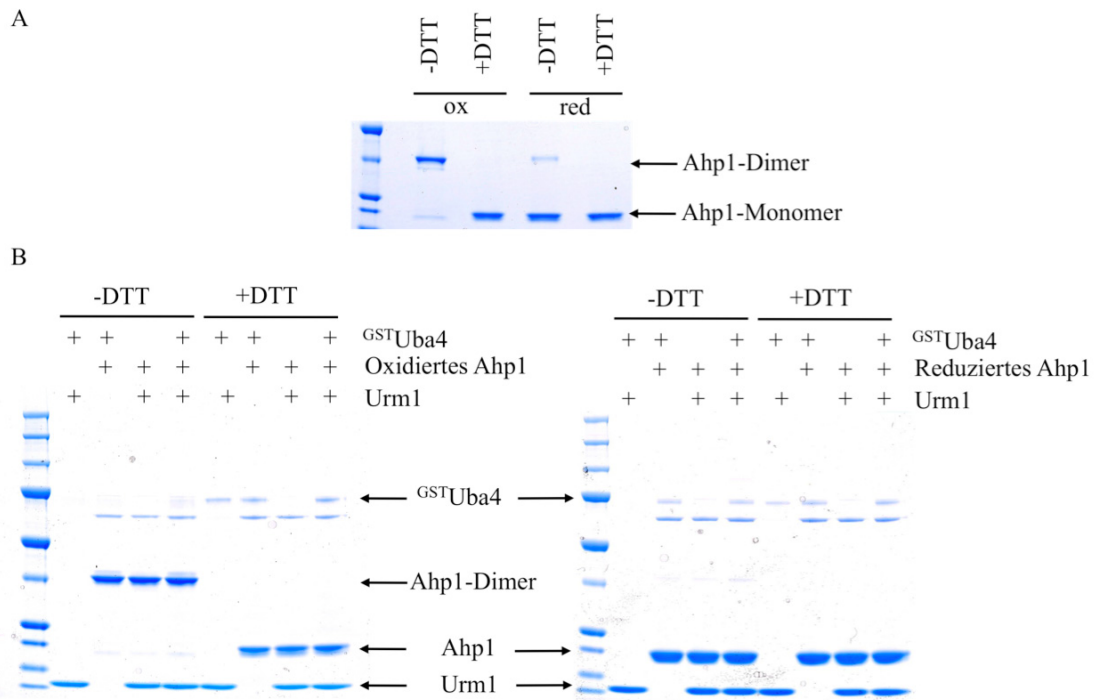 A
-DTT +DTT -DTT +DTT
ox red
Ahp1-Dimer
Ahp1-Monomer
B
-DTT +DTT -DTT +DTT
+ + + + + + GSTUba4 + + + + + +
+ + + + + + Oxidiertes Ahp1 + + + + + + Reduziertes Ahp1
+ + + + + + Urm1 + + + + + + Urm1
GSTUba4
GSTUba4
Ahp1-Dimer
Ahp1
Urm1